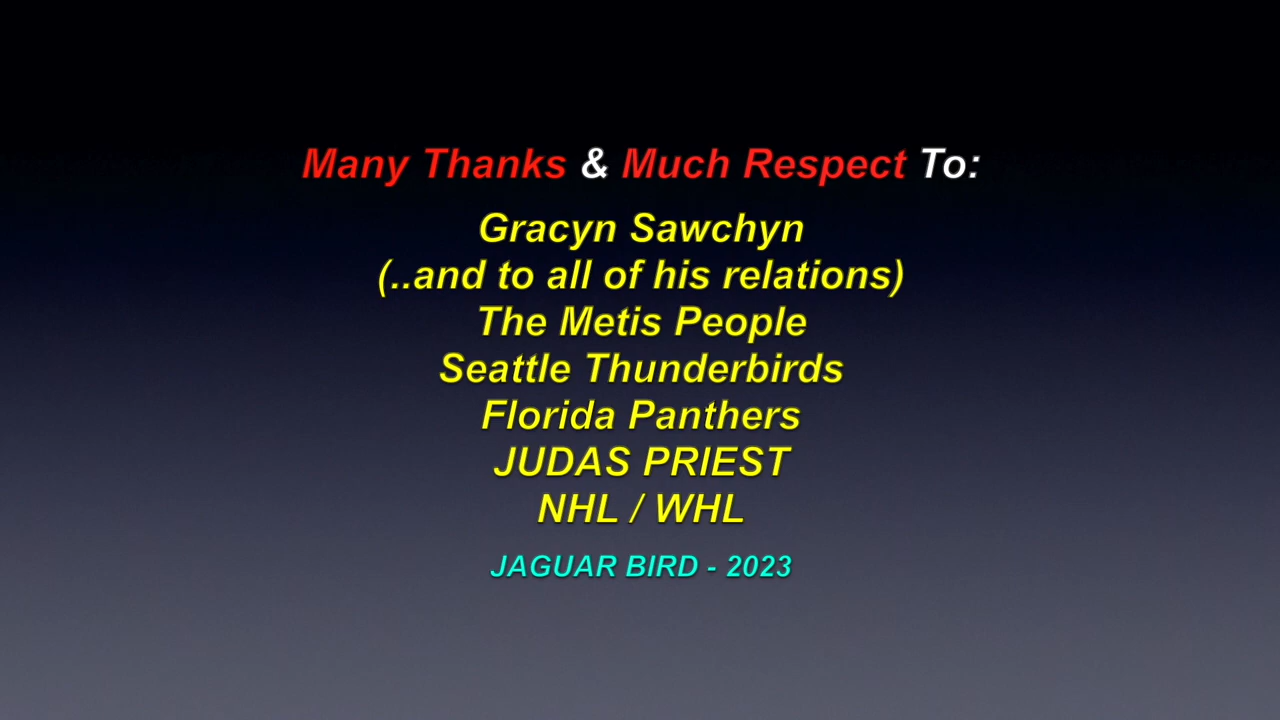 Many Thanks & Much Respect To:
Gracyn Sawchyn
(..and to all of his relations)
The Metis People
Seattle Thunderbirds
Florida Panthers
JUDAS PRIEST
NHL / WHL
JAGUAR BIRD - 2023